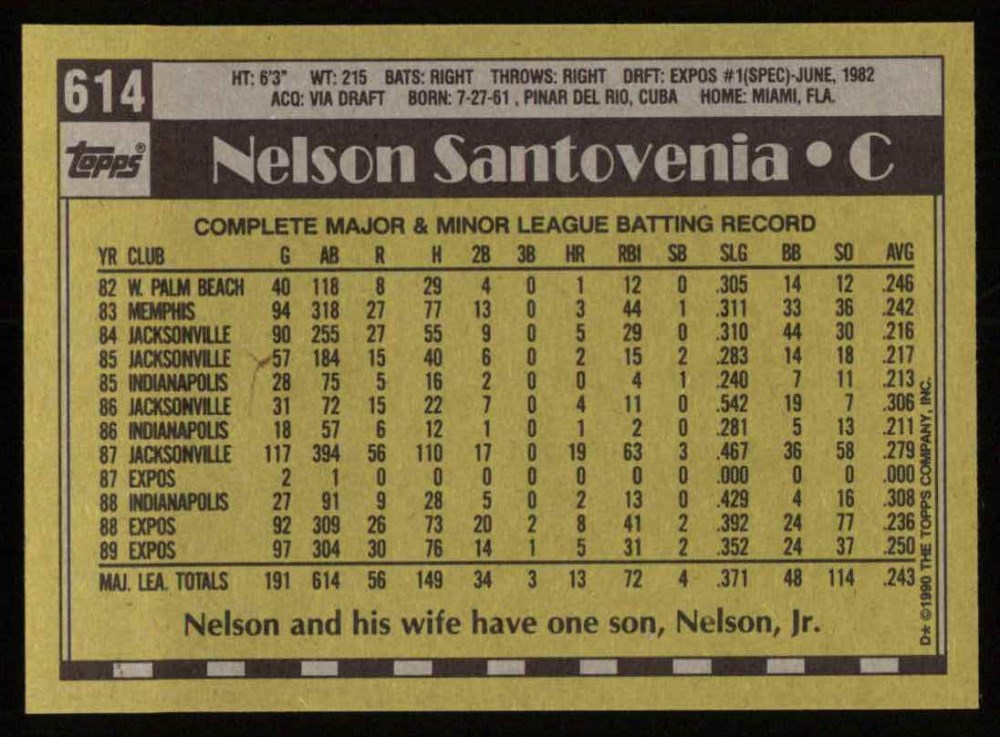 614
HT: 6'3" WT: 215 BATS: RIGHT THROWS: RIGHT DRFT: EXPOS #1(SPEC)-JUNE, 1982
ACQ: VIA DRAFT BORN: 7-27-61, PINAR DEL RIO, CUBA HOME: MIAMI, FLA.
Topps®
Nelson Santovenia • C
COMPLETE MAJOR & MINOR LEAGUE BATTING RECORD
YR CLUB G AB R H 2B 3B HR RBI SB SLG BB SO AVG
82 W. PALM BEACH 40 118 8 29 4 0 1 12 0 .305 14 12 .246
83 MEMPHIS 94 318 27 77 13 0 3 44 1 .311 33 36 .242
84 JACKSONVILLE 90 255 27 55 9 0 5 29 0 .310 44 30 .216
85 JACKSONVILLE 57 184 15 40 6 0 2 15 2 .283 14 18 .217
85 INDIANAPOLIS 28 75 5 16 2 0 0 4 1 .240 7 11 .213
86 JACKSONVILLE 31 72 15 22 7 0 4 11 0 .542 19 7 .306
86 INDIANAPOLIS 18 57 6 12 1 0 1 2 0 .281 5 13 .211
87 JACKSONVILLE 117 394 56 110 17 0 19 63 3 .467 36 58 .279
87 EXPOS 2 1 0 0 0 0 0 0 0 .000 0 0 .000
88 INDIANAPOLIS 27 91 9 28 5 0 2 13 0 .429 4 16 .308
88 EXPOS 92 309 26 73 20 2 8 41 2 .392 24 77 .236
89 EXPOS 97 304 30 76 14 1 5 31 2 .352 24 37 .250
MAJ. LEA. TOTALS 191 614 56 149 34 3 13 72 4 .371 48 114 .243
Nelson and his wife have one son, Nelson, Jr.
D* ©1990 THE TOPPS COMPANY, INC.